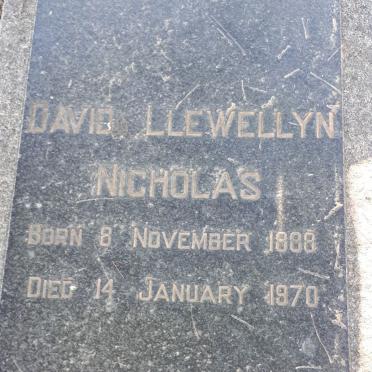 DAVID LLEWELLYN
NICHOLAS
BORN 8 NOVEMBER 1888
DIED 14 JANUARY 1970